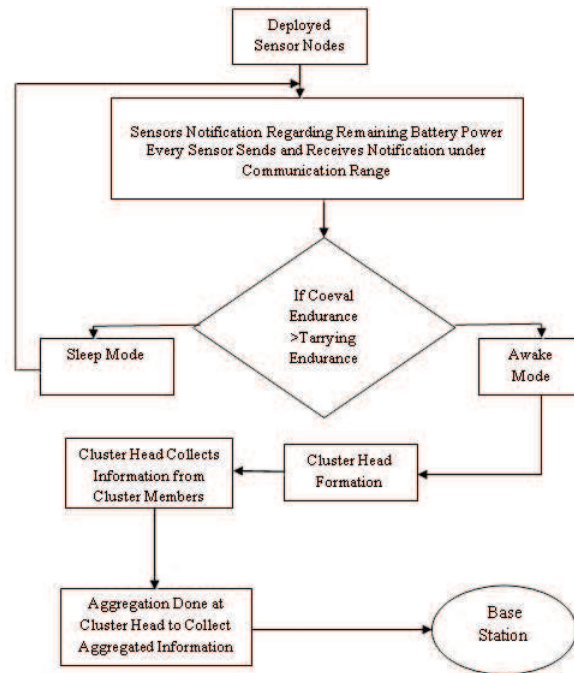 Deployed
Sensor Nodes
Sensors Notification Regarding Remaining Battery Power
Every Sensor Sends and Receives Notification under
Communication Range
If Coeval
Endurance
>Tarrying
Endurance
Sleep Mode
Awake
Mode
Cluster Head Collects
Information from
Cluster Members
Cluster Head
Formation
Aggregation Done at
Cluster Head to Collect
Aggregated Information
Base
Station